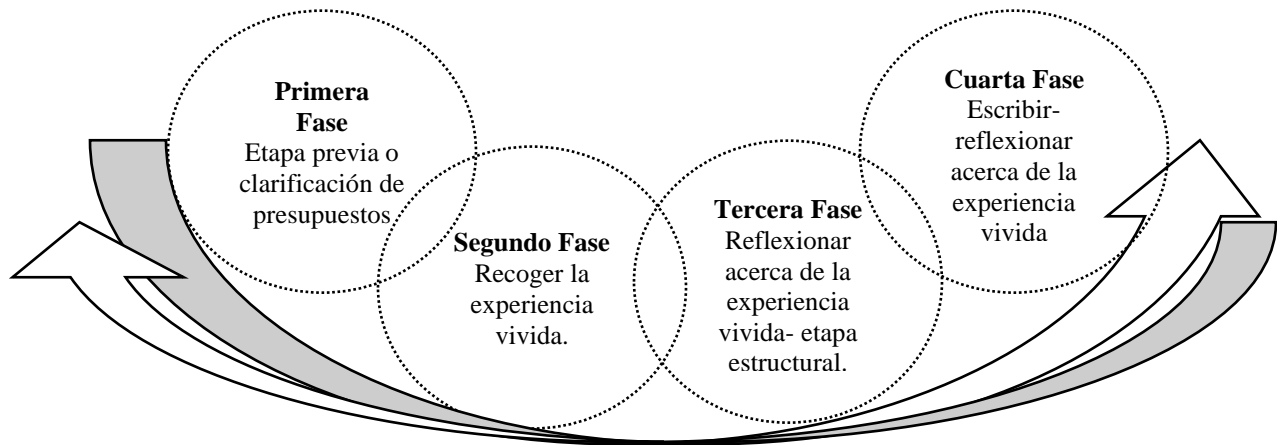 Primera
Fase
Etapa previa o
clarificación de
presupuestos
Segundo Fase
Recoger la
experiencia
vivida.
Tercera Fase
Reflexionar
acerca de la
experiencia
vivida- etapa
estructural.
Cuarta Fase
Escribir-
reflexionar
acerca de la
experiencia
vivida